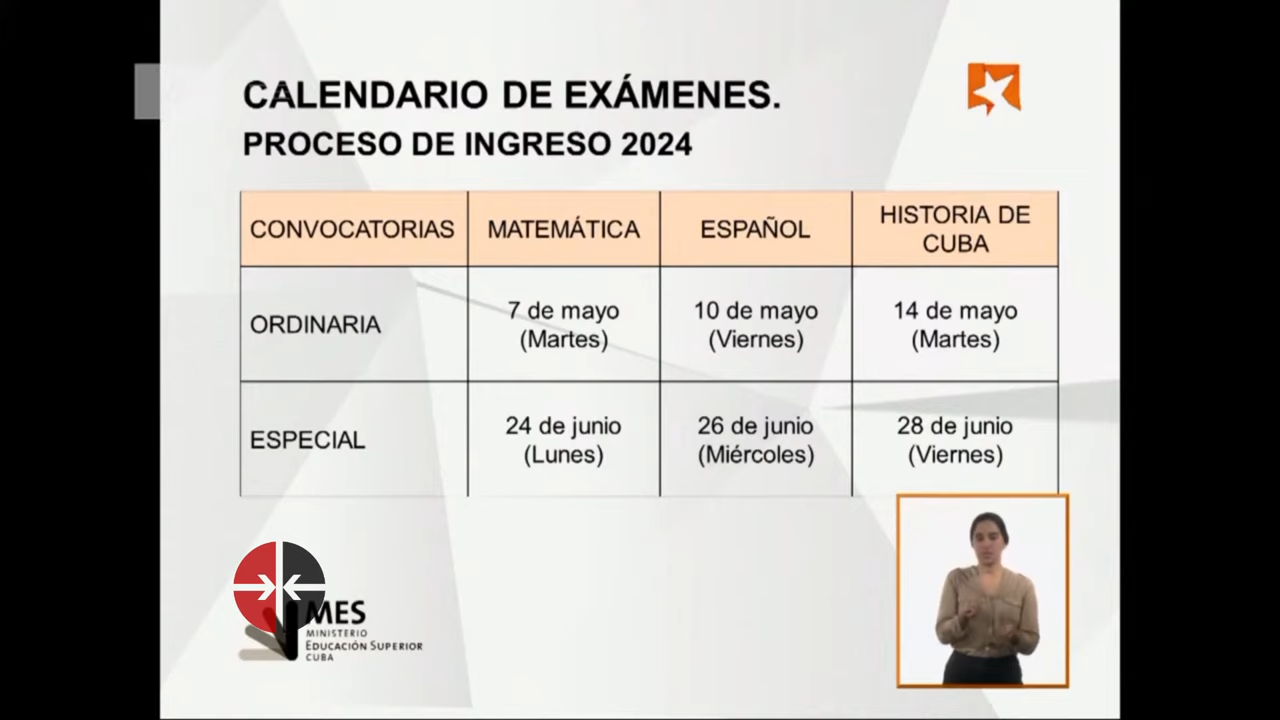 CALENDARIO DE EXÁMENES.
PROCESO DE INGRESO 2024
CONVOCATORIAS
MATEMÁTICA
ESPAÑOL
HISTORIA DE
CUBA
ORDINARIA
7 de mayo
(Martes)
10 de mayo
(Viernes)
14 de mayo
(Martes)
ESPECIAL
24 de junio
(Lunes)
26 de junio
(Miércoles)
28 de junio
(Viernes)
MES
MINISTERIO
EDUCACIÓN SUPERIOR
CUBA